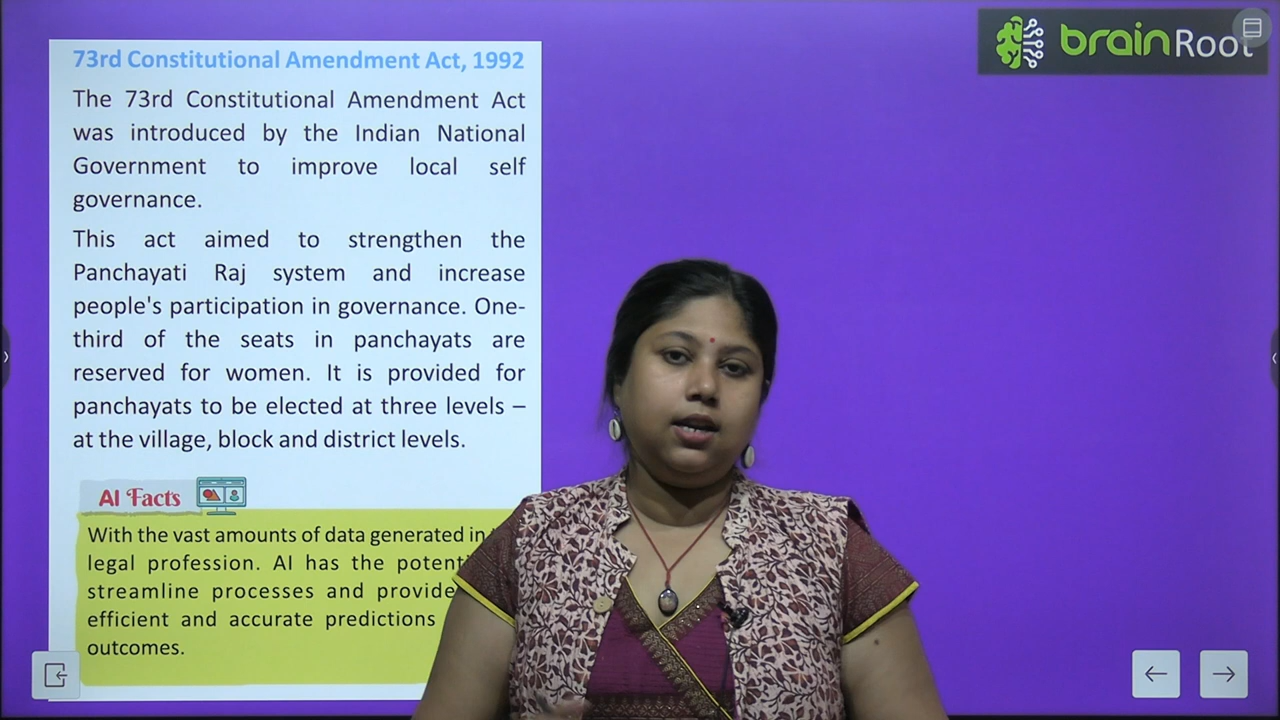 73rd Constitutional Amendment Act, 1992
brainRoot
The 73rd Constitutional Amendment Act
was introduced by the Indian National
Government to improve local self
governance.
This act aimed to strengthen the
Panchayati Raj system and increase
people's participation in governance. One-
third of the seats in panchayats are
reserved for women. It is provided for
panchayats to be elected at three levels –
at the village, block and district levels.
AI Facts
With the vast amounts of data generated in
legal profession. AI has the
streamline processes and provide
efficient and accurate predictions
outcomes.